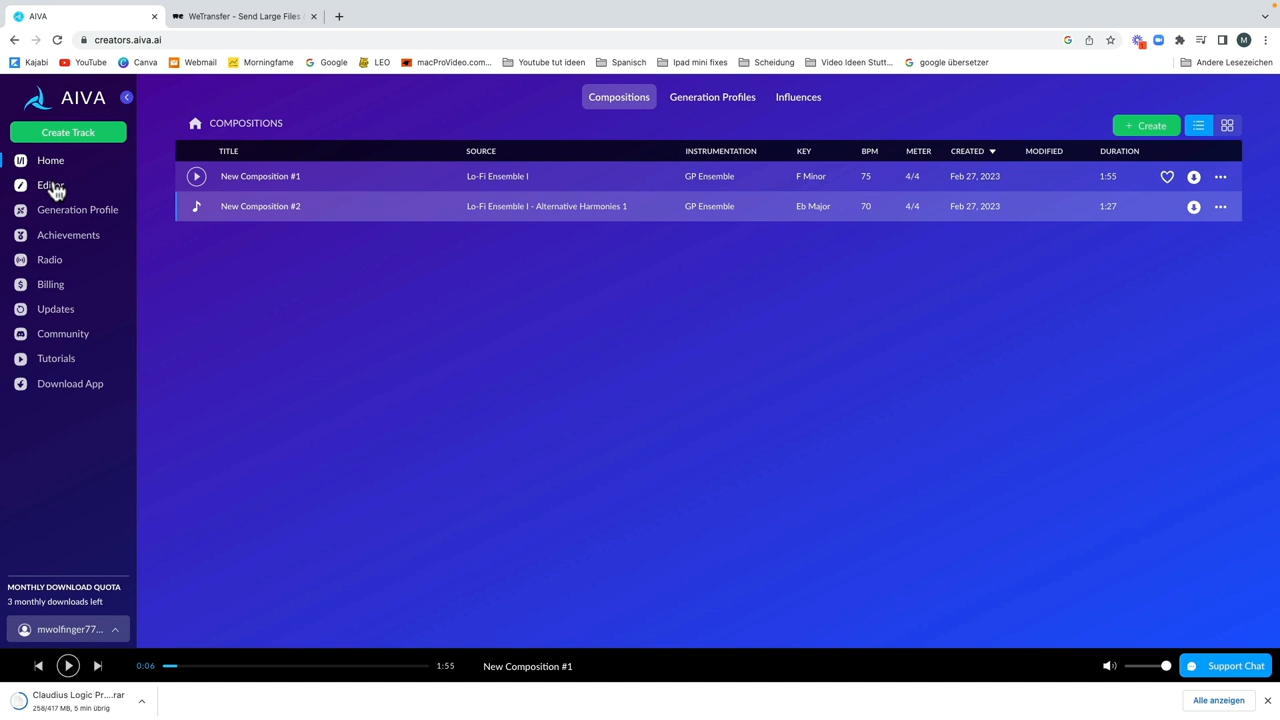 AIVA
WeTransfer - Send Large Files
creators.aiva.ai
M
Kajabi
YouTube
Canva
Webmail
Morningfame
Google
LEO
macProVideo.com...
Youtube tut ideen
Spanisch
Ipad mini fixes
Scheidung
Video Ideen Stutt...
google übersetzer
Andere Lesezeichen
AIVA
Create Track
Home
Editor
Generation Profile
Achievements
Radio
Billing
Updates
Community
Tutorials
Download App
MONTHLY DOWNLOAD QUOTA
3 monthly downloads left
mwolfinger77...
Compositions Generation Profiles Influences
COMPOSITIONS
+ Create
TITLE SOURCE INSTRUMENTATION KEY BPM METER CREATED MODIFIED DURATION
New Composition #1 Lo-Fi Ensemble I GP Ensemble F Minor 75 4/4 Feb 27, 2023 1:55
New Composition #2 Lo-Fi Ensemble I - Alternative Harmonies 1 GP Ensemble Eb Major 70 4/4 Feb 27, 2023 1:27
0:06 1:55 New Composition #1
Support Chat
Claudius Logic Pr....rar
258/417 MB, 5 min übrig
Alle anzeigen